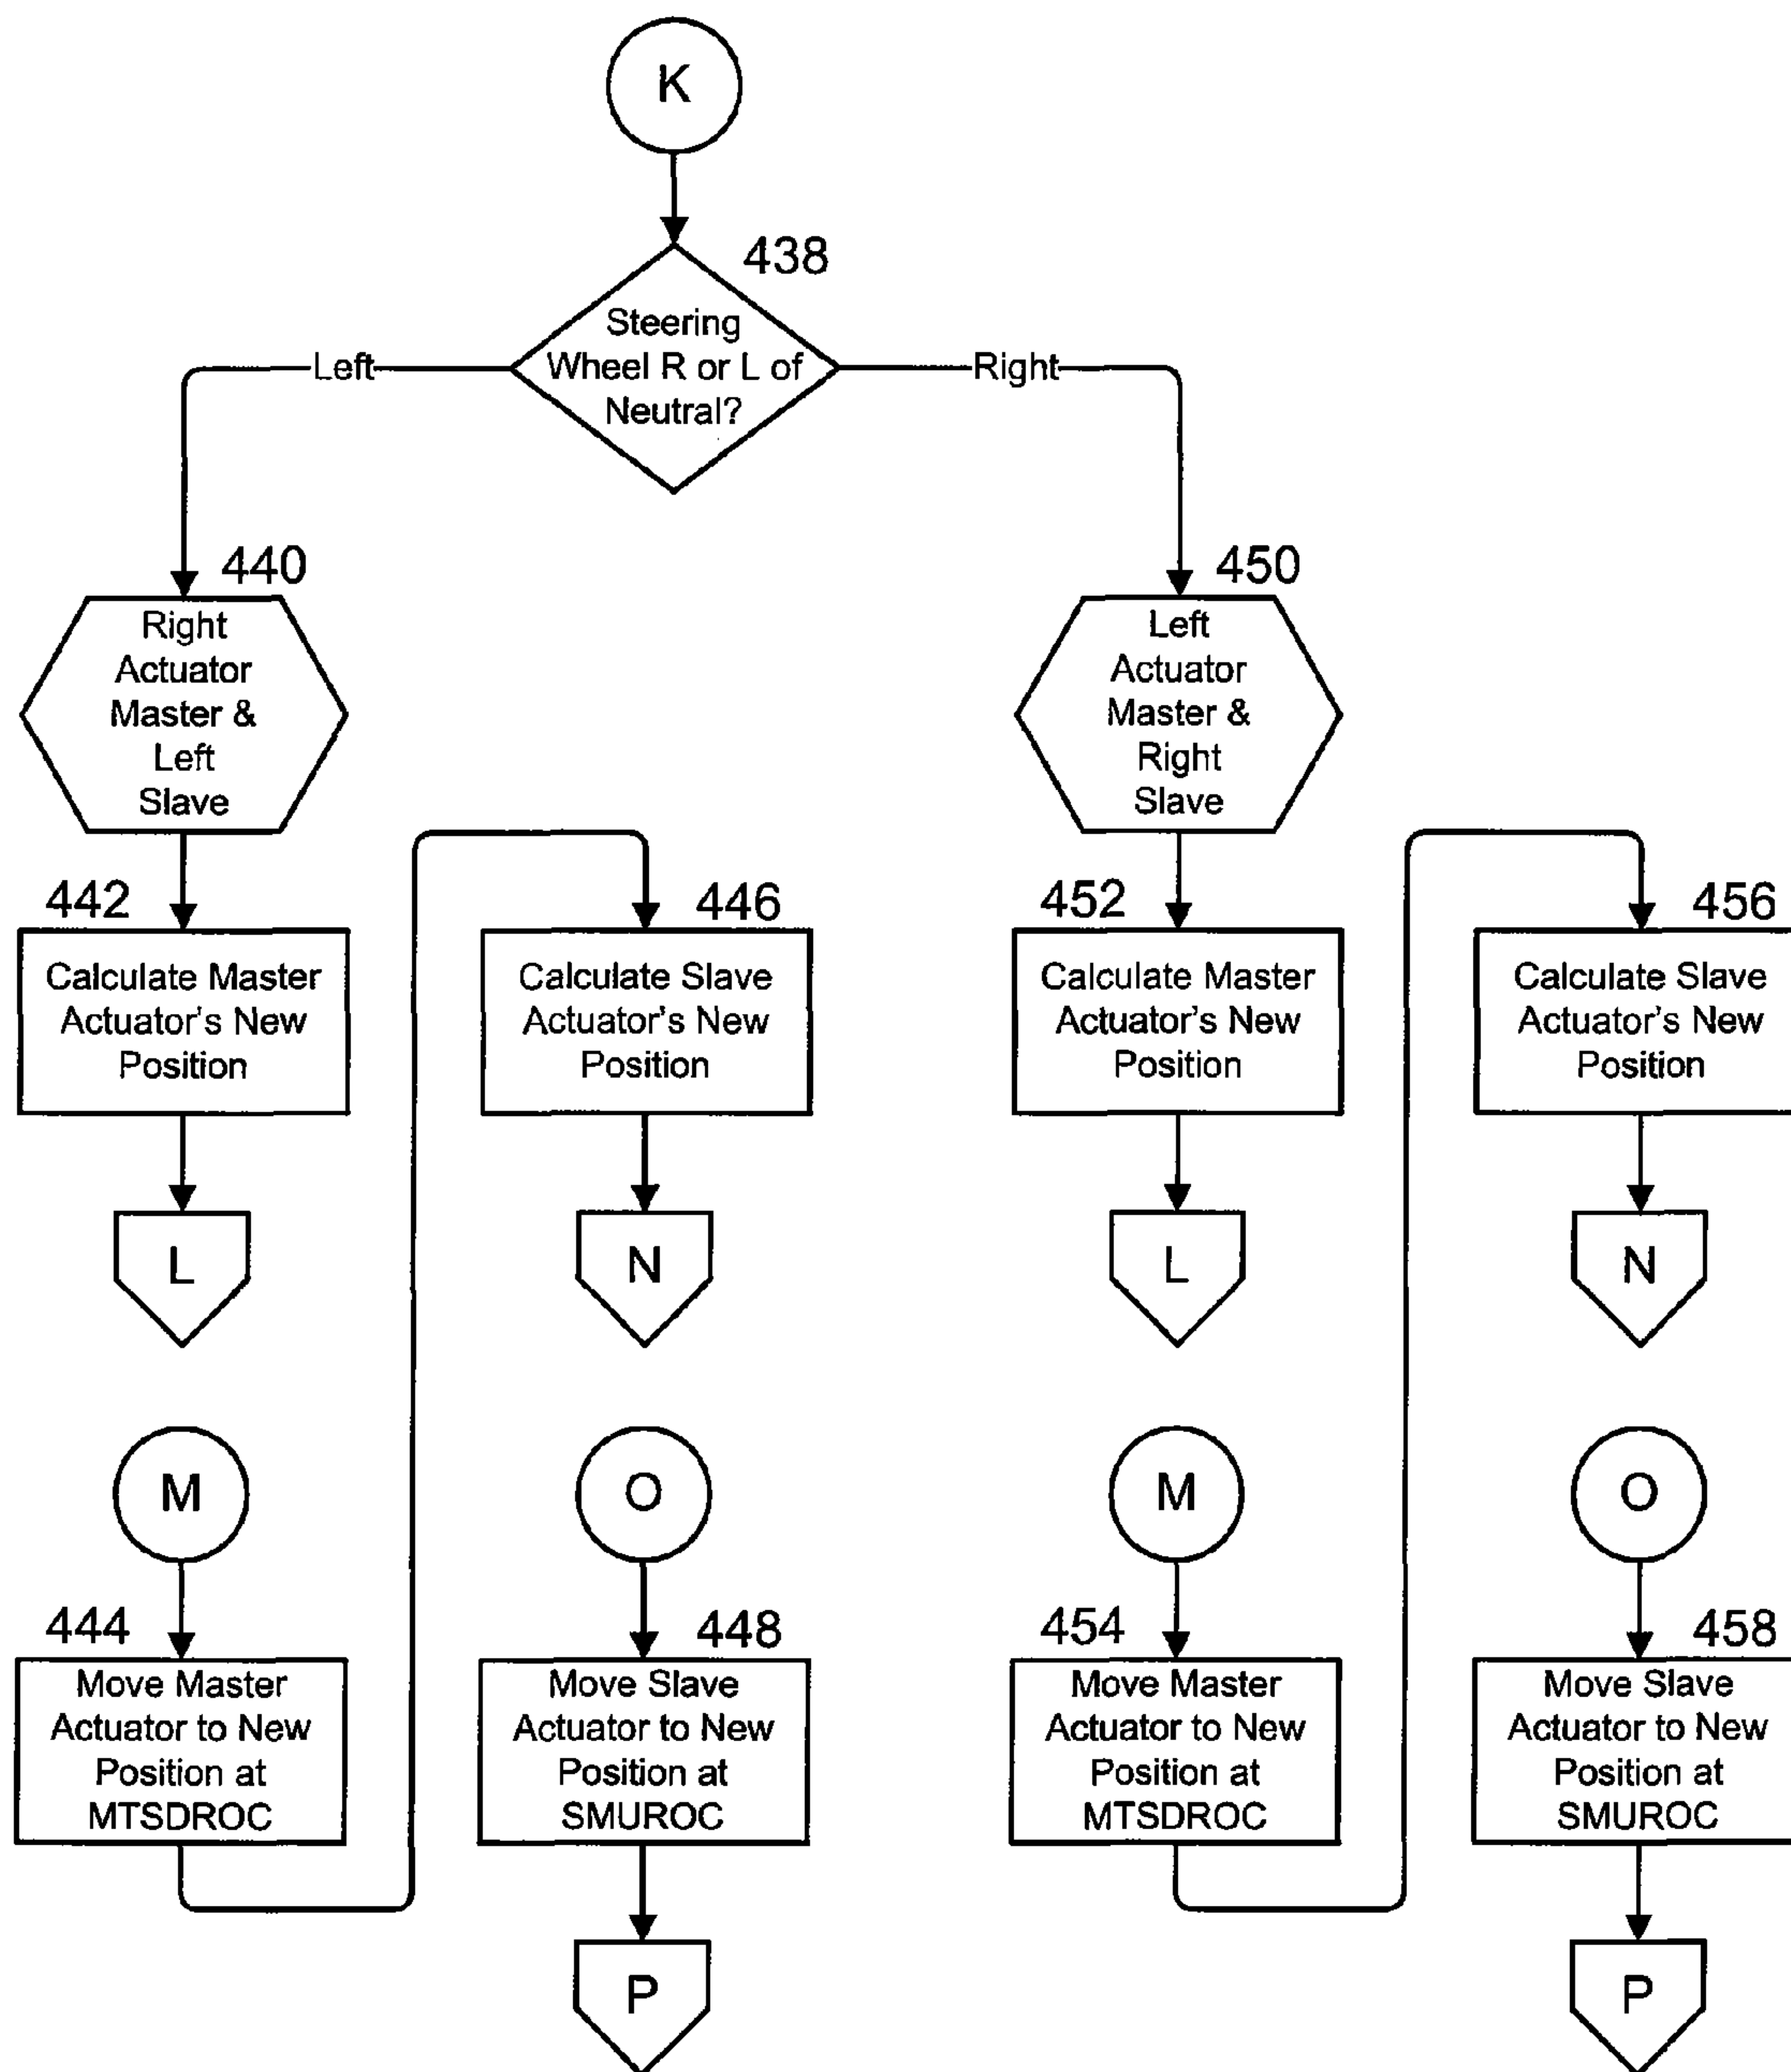 K
438
Steering
Wheel R or L of
Neutral?
Left
Right
440
Right
Actuator
Master &
Left
Slave
450
Left
Actuator
Master &
Right
Slave
442
Calculate Master
Actuator's New
Position
446
Calculate Slave
Actuator's New
Position
452
Calculate Master
Actuator's New
Position
456
Calculate Slave
Actuator's New
Position
L
N
L
N
M
O
M
O
444
Move Master
Actuator to New
Position at
MTSDROC
448
Move Slave
Actuator to New
Position at
SMUROC
454
Move Master
Actuator to New
Position at
MTSDROC
458
Move Slave
Actuator to New
Position at
SMUROC
P
P